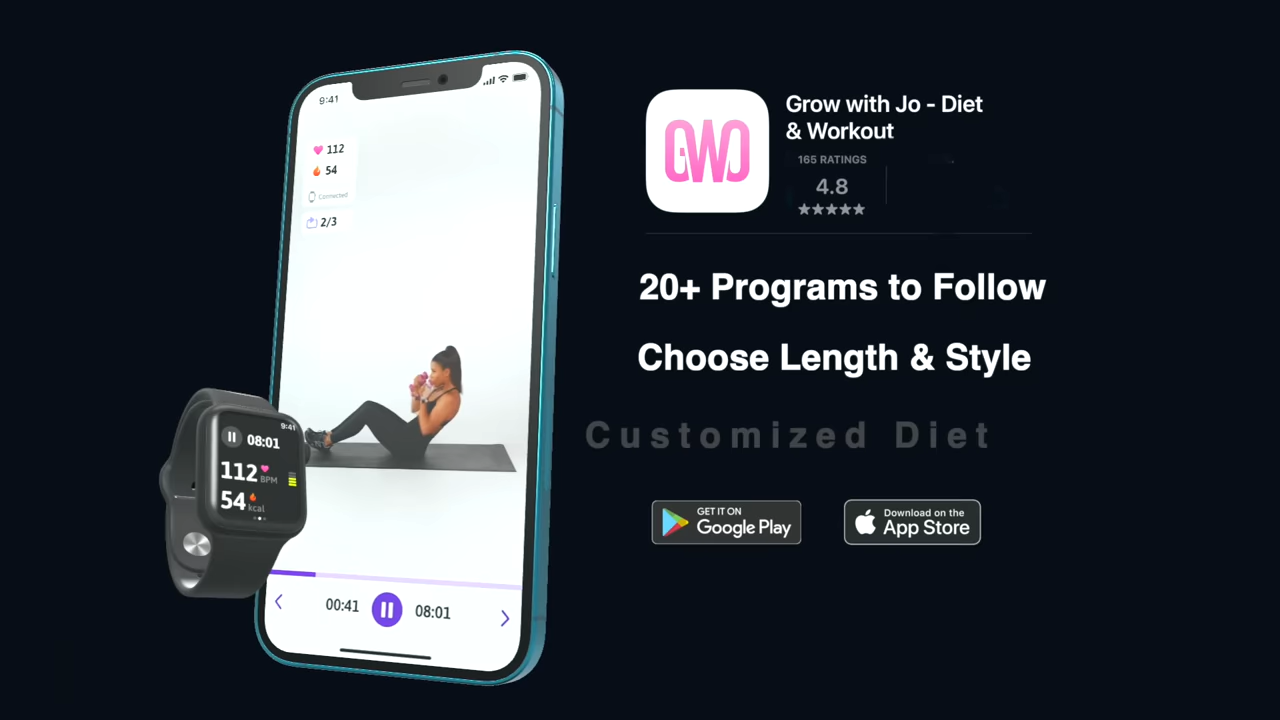 9:41
112
54
Connected
2/3
00:41
08:01
9:41
08:01
112 BPM
54 kcal
GWJ
Grow with Jo - Diet
& Workout
165 RATINGS
4.8
20+ Programs to Follow
Choose Length & Style
Customized Diet
GET IT ON
Google Play
Download on the
App Store